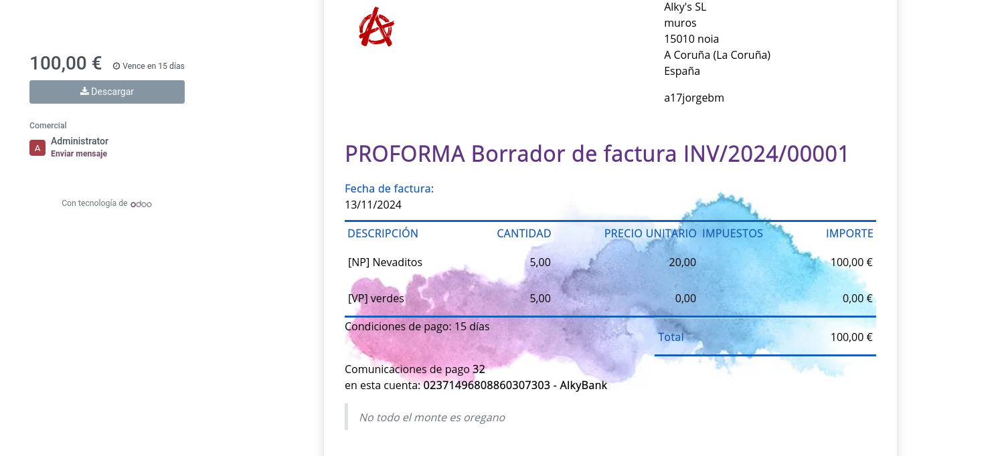 100,00 € Vence en 15 días
Descargar
Comercial
A
Administrator
Enviar mensaje
Con tecnología de odoo
Alky's SL
muros
15010 noia
A Coruña (La Coruña)
España
a17jorgebm
PROFORMA Borrador de factura INV/2024/00001
Fecha de factura:
13/11/2024
DESCRIPCIÓN CANTIDAD PRECIO UNITARIO IMPUESTOS IMPORTE
[NP] Nevaditos 5,00 20,00 100,00 €
[VP] verdes 5,00 0,00 0,00 €
Condiciones de pago: 15 días
Total 100,00 €
Comunicaciones de pago 32
en esta cuenta: 02371496808860307303 - AlkyBank
No todo el monte es oregano